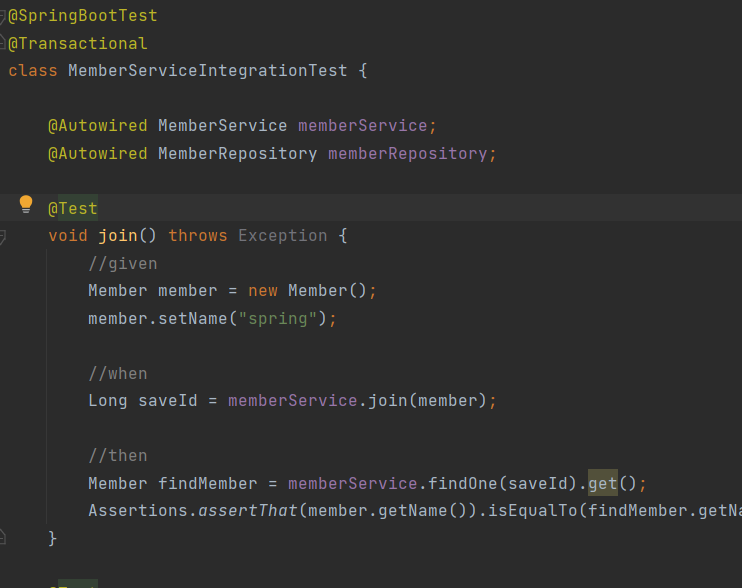 @SpringBootTest
@Transactional
class MemberServiceIntegrationTest {
@Autowired MemberService memberService;
@Autowired MemberRepository memberRepository;
@Test
void join() throws Exception {
//given
Member member = new Member();
member.setName("spring");
//when
Long saveId = memberService.join(member);
//then
Member findMember = memberService.findOne(saveId).get();
Assertions.assertThat(member.getName()).isEqualTo(findMember.getNa
}